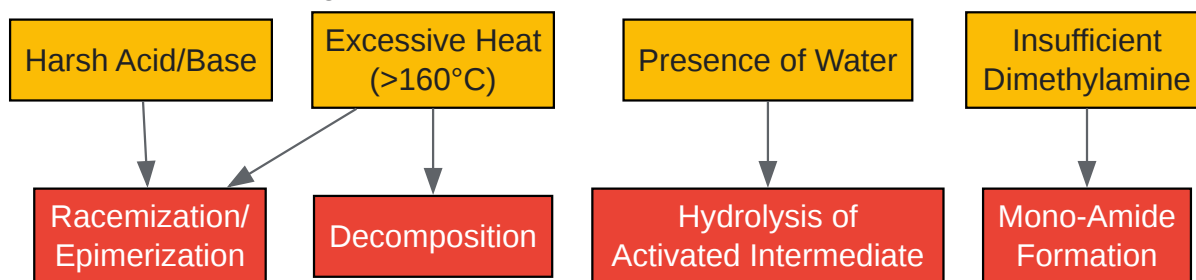 Harsh Acid/Base
Excessive Heat
(>160°C)
Presence of Water
Insufficient
Dimethylamine
Racemization/
Epimerization
Decomposition
Hydrolysis of
Activated Intermediate
Mono-Amide
Formation